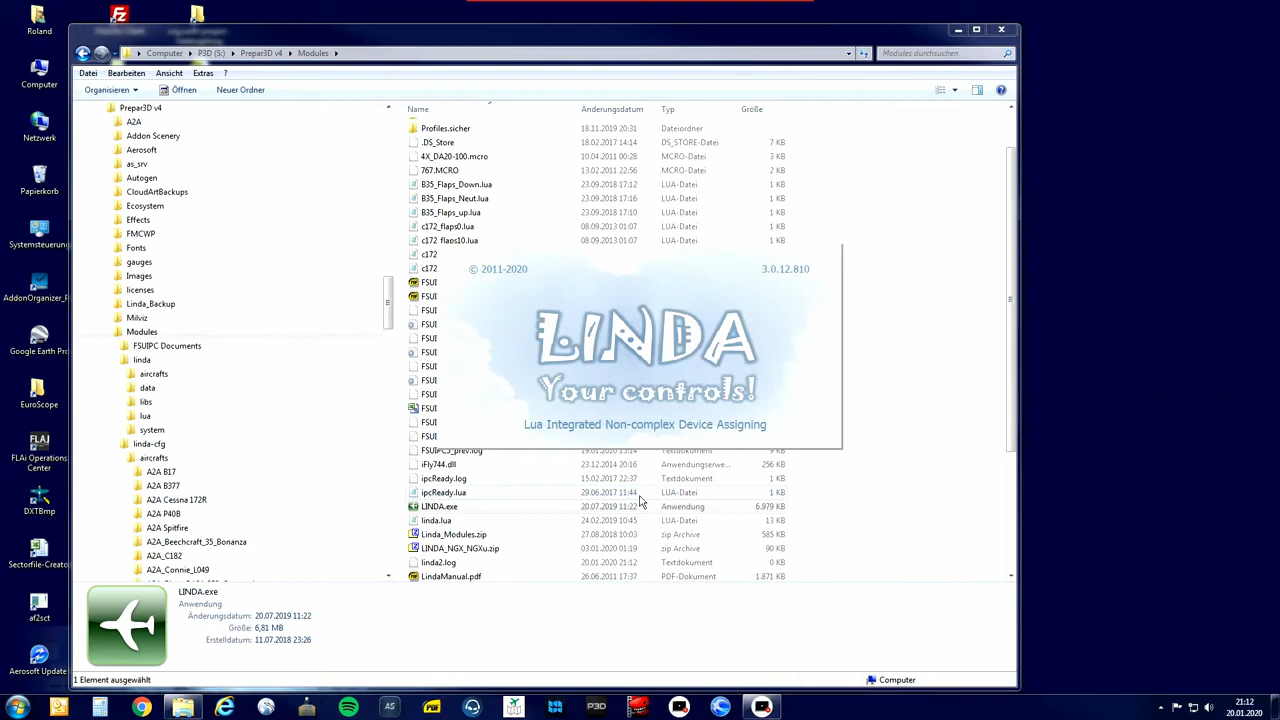 Roland
Computer
Netzwerk
Papierkorb
Systemsteuerung
AddonOrganizer_P
Google Earth Pro
EuroScope
FLAi Operations
Center
DXTBmp
Sectorfile-Creator
af2sct
Aerosoft Updater
Computer
P3D (S:)
Prepar3D v4
Modules
Modules durchsuchen
Datei
Bearbeiten
Ansicht
Extras
?
Organisieren
Öffnen
Neuer Ordner
Prepar3D v4
A2A
Addon Scenery
Aerosoft
as_srv
Autogen
CloudArtBackups
Ecosystem
Effects
FMCWP
Fonts
gauges
Images
licenses
Linda_Backup
Milviz
Modules
FSUIPC Documents
linda
aircrafts
data
libs
lua
system
linda-cfg
aircrafts
A2A B17
A2A B377
A2A Cessna 172R
A2A P40B
A2A Spitfire
A2A_Beechcraft_35_Bonanza
A2A_C182
A2A_Connie_L049
Name Änderungsdatum Typ Größe
Profiles.sicher 18.11.2019 20:31 Dateiordner
.DS_Store 18.02.2017 14:14 DS_STORE-Datei 7 KB
4X_DA20-100.mcro 10.04.2011 00:28 MCRO-Datei 3 KB
767.MCRO 13.02.2011 22:56 MCRO-Datei 2 KB
B35_Flaps_Down.lua 23.09.2018 17:12 LUA-Datei 1 KB
B35_Flaps_Neut.lua 23.09.2018 17:16 LUA-Datei 1 KB
B35_Flaps_up.lua 23.09.2018 17:10 LUA-Datei 1 KB
c172_flaps0.lua 08.09.2013 01:07 LUA-Datei 1 KB
c172_flaps10.lua 08.09.2013 01:07 LUA-Datei 1 KB
c172
c172
FSUI
FSUI
FSUI
FSUI
FSUI
FSUI
FSUI
FSUI
FSUI
FSUI
FSUI
FSUI
© 2011-2020
3.0.12.810
LINDA
Your controls!
Lua Integrated Non-complex Device Assigning
FSUIPC5_prev.log 19.01.2020 15:14 Textdokument 9 KB
iFly744.dll 23.12.2014 20:16 Anwendungserwe... 256 KB
ipcReady.log 15.02.2017 22:37 Textdokument 1 KB
ipcReady.lua 29.06.2017 11:44 LUA-Datei 1 KB
LINDA.exe 20.07.2019 11:22 Anwendung 6.979 KB
linda.lua 24.02.2019 10:45 LUA-Datei 13 KB
Linda_Modules.zip 27.08.2018 10:03 zip Archive 585 KB
LINDA_NGX_NGXu.zip 03.01.2020 01:19 zip Archive 90 KB
linda2.log 20.01.2020 21:12 Textdokument 0 KB
LindaManual.pdf 26.06.2011 17:37 PDF-Dokument 1.871 KB
LINDA.exe
Anwendung
Änderungsdatum: 20.07.2019 11:22
Größe: 6,81 MB
Erstelldatum: 11.07.2018 23:26
1 Element ausgewählt
Computer
AS
P3D
21:12
20.01.2020